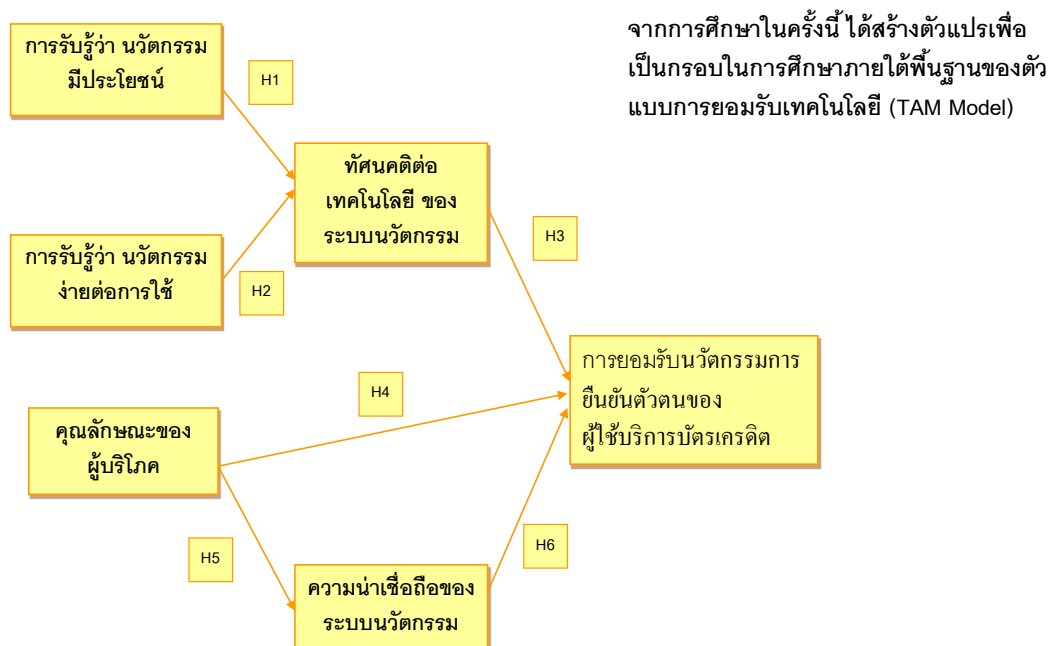 จากการศึกษาในครั้งนี้ ได้สร้างตัวแปรเพื่อ
เป็นกรอบในการศึกษาภายใต้พื้นฐานของตัว
แบบการยอมรับเทคโนโลยี (TAM Model)
การรับรู้ว่า นวัตกรรม
มีประโยชน์
H1
ทัศนคติต่อ
เทคโนโลยี ของ
ระบบนวัตกรรม
การรับรู้ว่า นวัตกรรม
ง่ายต่อการใช้
H2
H3
การยอมรับนวัตกรรมการ
ยืนยันตัวตนของ
ผู้ใช้บริการบัตรเครดิต
H4
คุณลักษณะของ
ผู้บริโภค
H5
H6
ความน่าเชื่อถือของ
ระบบนวัตกรรม